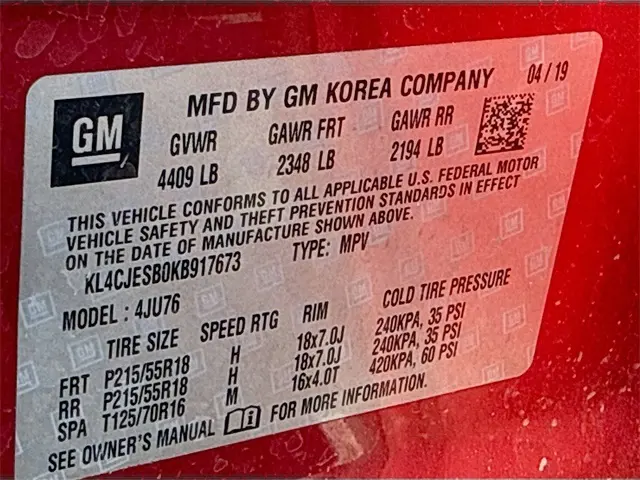 GM
MFD BY GM KOREA COMPANY 04/19
GVWR GAWR FRT GAWR RR
4409 LB 2348 LB 2194 LB
THIS VEHICLE CONFORMS TO ALL APPLICABLE U.S. FEDERAL MOTOR
VEHICLE SAFETY AND THEFT PREVENTION STANDARDS IN EFFECT
ON THE DATE OF MANUFACTURE SHOWN ABOVE.
KL4CJESB0KB917673 TYPE: MPV
MODEL : 4JU76
TIRE SIZE SPEED RTG RIM COLD TIRE PRESSURE
FRT P215/55R18 H 18x7.0J 240KPA, 35 PSI
RR P215/55R18 H 18x7.0J 240KPA, 35 PSI
SPA T125/70R16 M 16x4.0T 420KPA, 60 PSI
SEE OWNER'S MANUAL FOR MORE INFORMATION.